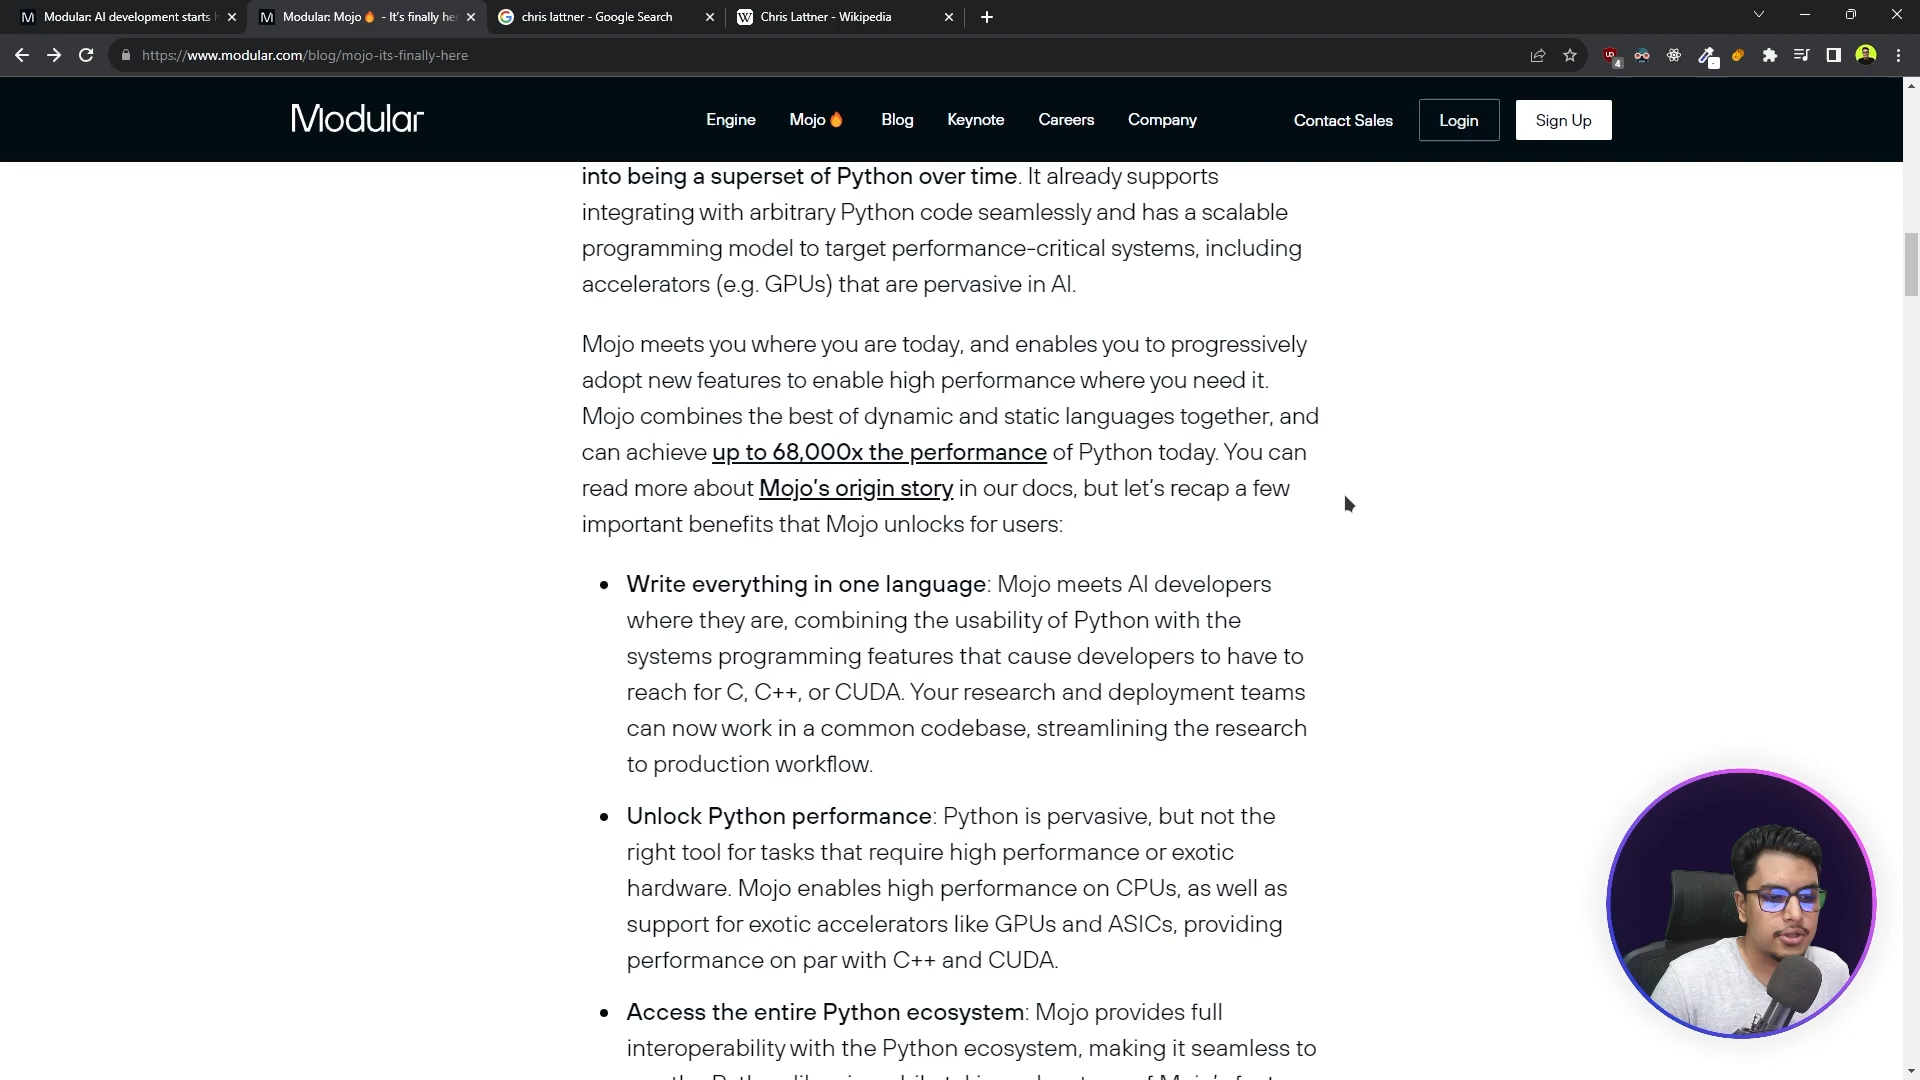 Modular: AI development starts h
Modular: Mojo🔥 - It's finally he
chris lattner - Google Search
Chris Lattner - Wikipedia
https://www.modular.com/blog/mojo-its-finally-here
4
Modular
Engine
Mojo🔥
Blog
Keynote
Careers
Company
Contact Sales
Login
Sign Up
into being a superset of Python over time. It already supports
integrating with arbitrary Python code seamlessly and has a scalable
programming model to target performance-critical systems, including
accelerators (e.g. GPUs) that are pervasive in AI.
Mojo meets you where you are today, and enables you to progressively
adopt new features to enable high performance where you need it.
Mojo combines the best of dynamic and static languages together, and
can achieve up to 68,000x the performance of Python today. You can
read more about Mojo's origin story in our docs, but let's recap a few
important benefits that Mojo unlocks for users:
• Write everything in one language: Mojo meets AI developers
where they are, combining the usability of Python with the
systems programming features that cause developers to have to
reach for C, C++, or CUDA. Your research and deployment teams
can now work in a common codebase, streamlining the research
to production workflow.
• Unlock Python performance: Python is pervasive, but not the
right tool for tasks that require high performance or exotic
hardware. Mojo enables high performance on CPUs, as well as
support for exotic accelerators like GPUs and ASICs, providing
performance on par with C++ and CUDA.
• Access the entire Python ecosystem: Mojo provides full
interoperability with the Python ecosystem, making it seamless to